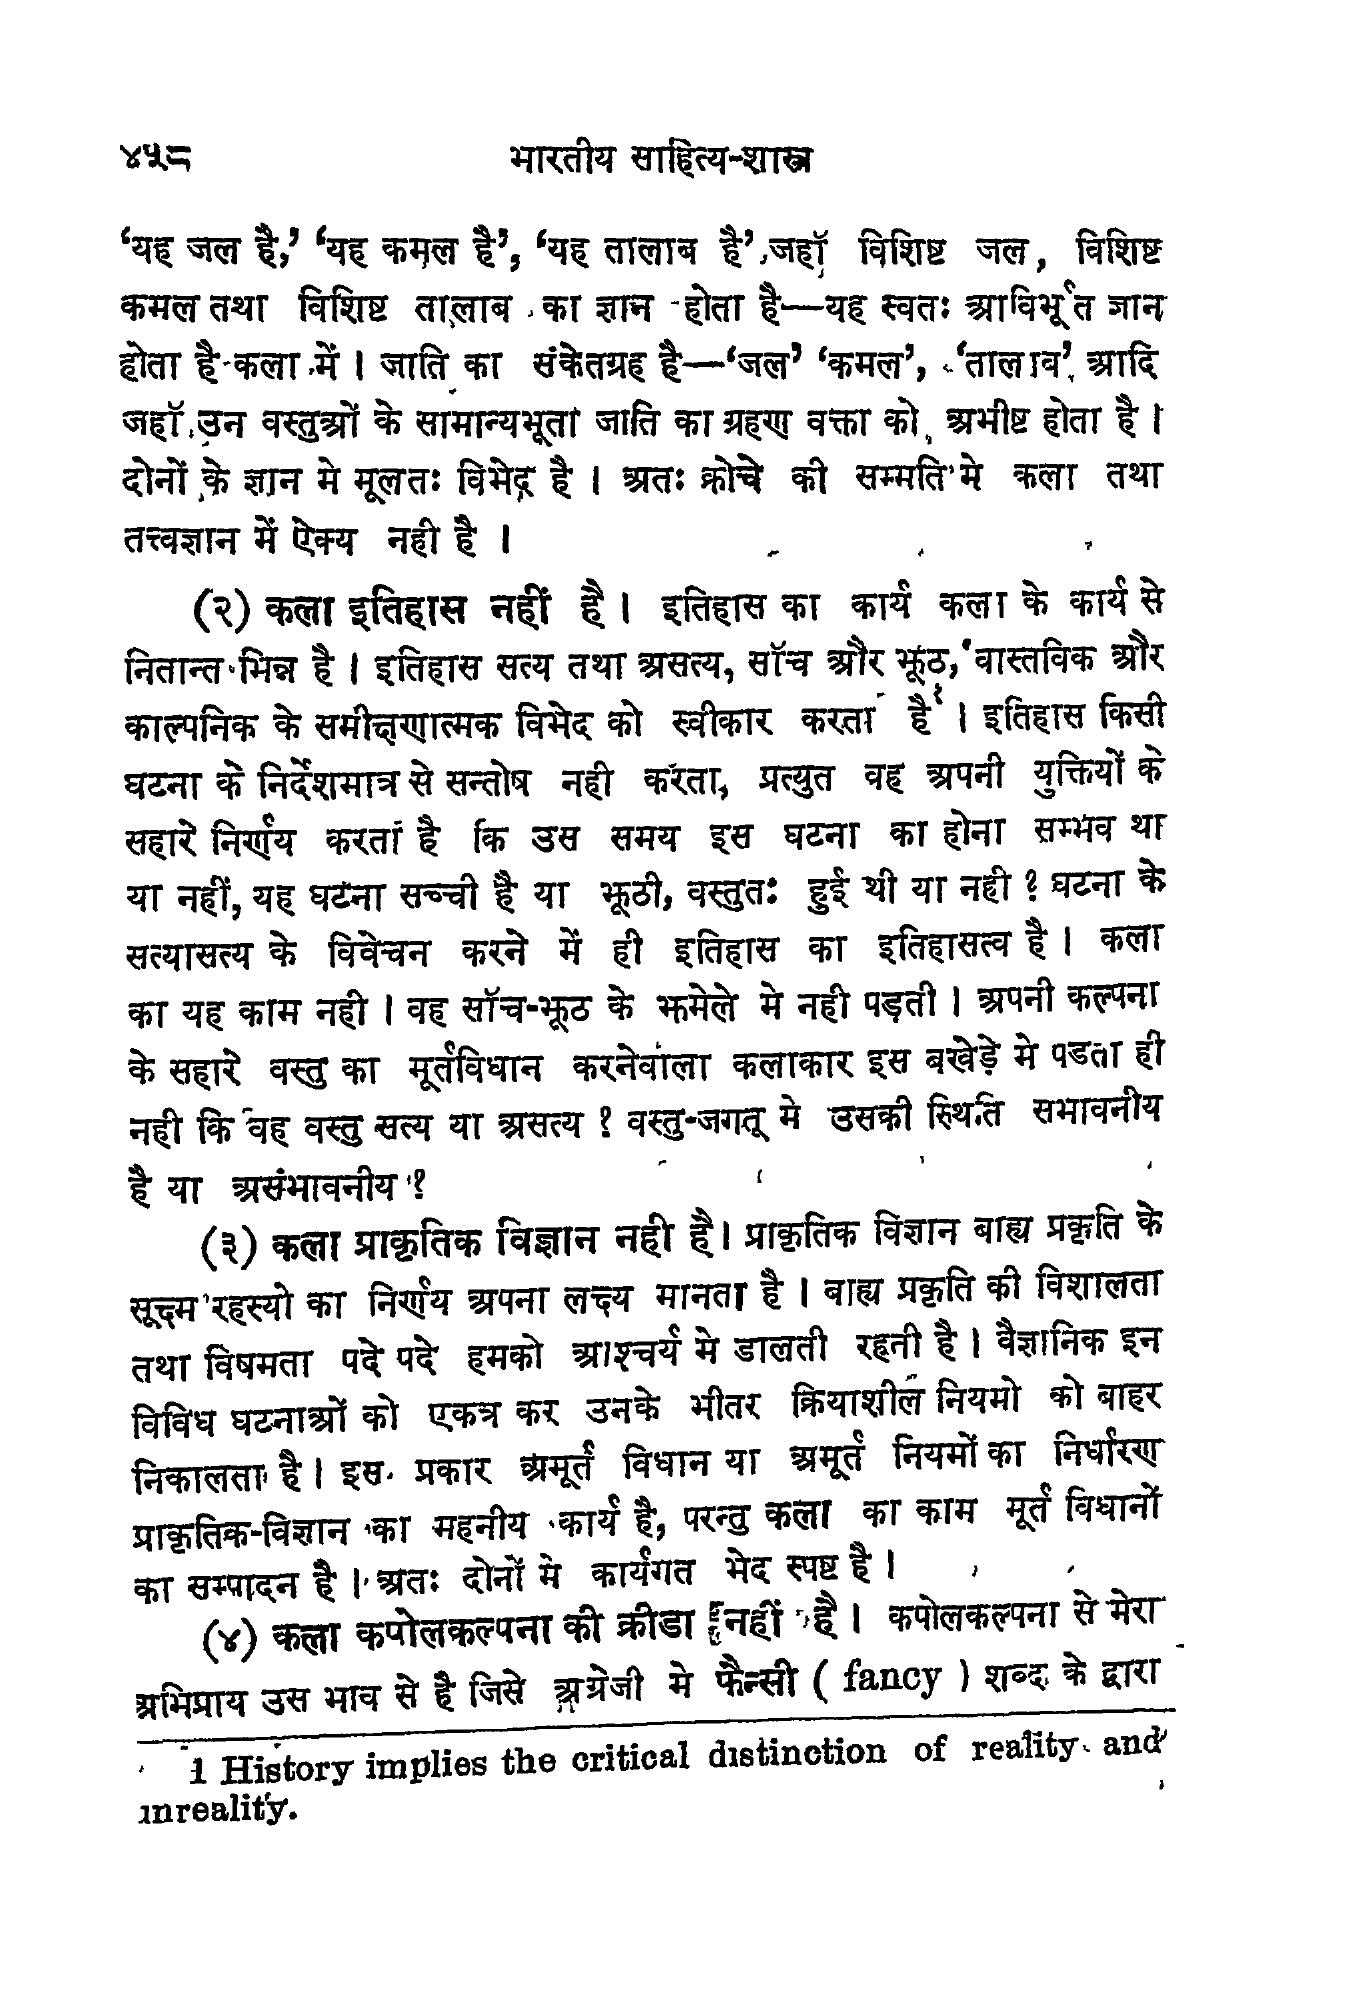 ४५८ भारतीय साहित्य-शास्त्र
‘यह जल है,’ ‘यह कमल है’, ‘यह तालाब है’ जहाँ विशिष्ट जल, विशिष्ट
कमल तथा विशिष्ट तालाब का ज्ञान होता है—यह स्वतः आविर्भूत ज्ञान
होता है कला में । जाति का संकेतग्रह है—‘जल’ ‘कमल’, ‘तालाव’ आदि
जहाँ उन वस्तुओं के सामान्यभूता जाति का ग्रहण वक्ता को अभीष्ट होता है ।
दोनों के ज्ञान मे मूलतः विभेद है । अतः क्रोचे की सम्मति मे कला तथा
तत्त्वज्ञान में ऐक्य नही है ।
(२) कला इतिहास नहीं है । इतिहास का कार्य कला के कार्य से
नितान्त भिन्न है । इतिहास सत्य तथा असत्य, साँच और झूठ, वास्तविक और
काल्पनिक के समीक्षणात्मक विभेद को स्वीकार करता है१ । इतिहास किसी
घटना के निर्देशमात्र से सन्तोष नही करता, प्रत्युत वह अपनी युक्तियों के
सहारे निर्णय करता है कि उस समय इस घटना का होना सम्भव था
या नहीं, यह घटना सच्ची है या झूठी, वस्तुतः हुई थी या नही ? घटना के
सत्यासत्य के विवेचन करने में ही इतिहास का इतिहासत्व है । कला
का यह काम नही । वह साँच-झूठ के झमेले मे नही पड़ती । अपनी कल्पना
के सहारे वस्तु का मूर्तविधान करनेवाला कलाकार इस बखेड़े मे पडता ही
नही कि वह वस्तु सत्य या असत्य ? वस्तु-जगत् मे उसकी स्थिति सभावनीय
है या असंभावनीय ?
(३) कला प्राकृतिक विज्ञान नही है । प्राकृतिक विज्ञान बाह्य प्रकृति के
सूक्ष्म रहस्यो का निर्णय अपना लक्ष्य मानता है । बाह्य प्रकृति की विशालता
तथा विषमता पदे पदे हमको आश्चर्य मे डालती रहती है । वैज्ञानिक इन
विविध घटनाओं को एकत्र कर उनके भीतर क्रियाशील नियमो को बाहर
निकालता है । इस प्रकार अमूर्त विधान या अमूर्त नियमों का निर्धारण
प्राकृतिक-विज्ञान का महनीय कार्य है, परन्तु कला का काम मूर्त विधानों
का सम्पादन है । अतः दोनों मे कार्यगत भेद स्पष्ट है ।
(४) कला कपोलकल्पना की क्रीडा नहीं है । कपोलकल्पना से मेरा
अभिप्राय उस भाव से है जिसे अग्रेजी मे फैन्सी ( fancy ) शब्द के द्वारा
1 History implies the critical distinction of reality and
inreality.